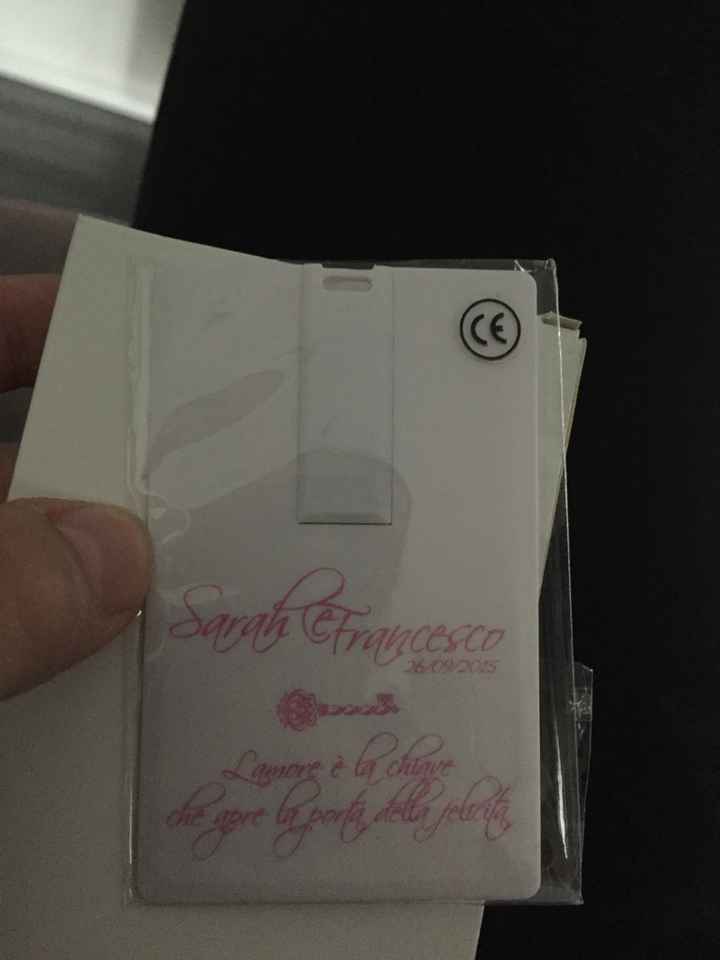 CE
Sarah e Francesco
26/09/2015
L'amore è la chiave
che apre la porta della felicità